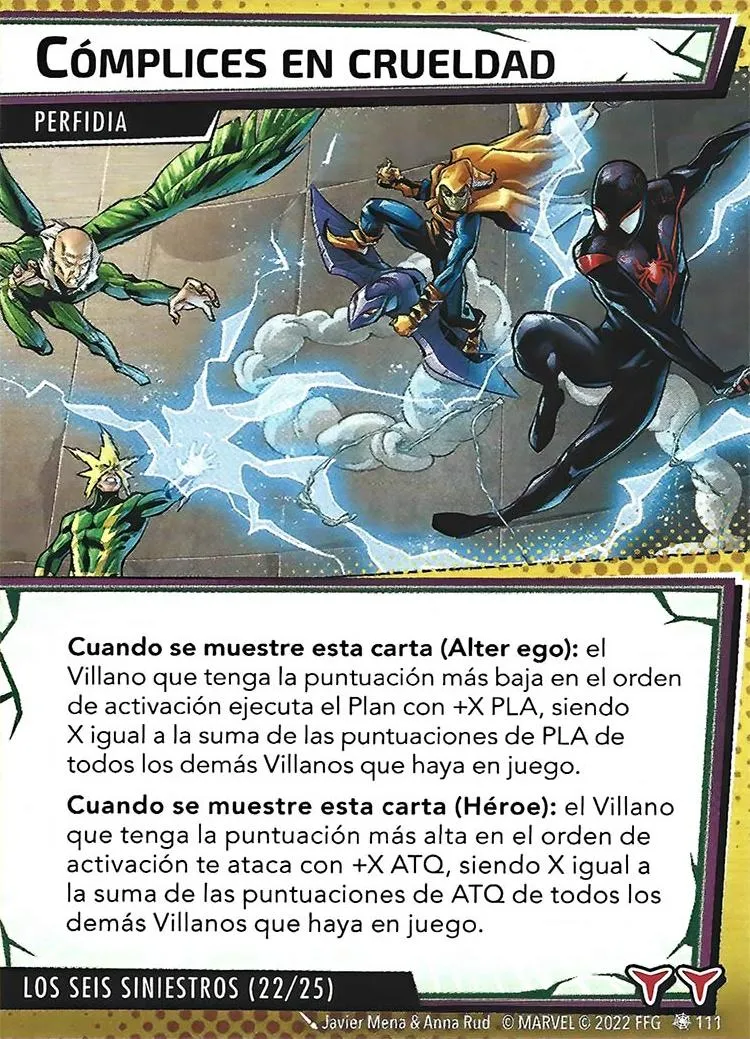 CÓMPLICES EN CRUELDAD
PERFIDIA
Cuando se muestre esta carta (Alter ego): el
Villano que tenga la puntuación más baja en el orden
de activación ejecuta el Plan con +X PLA, siendo
X igual a la suma de las puntuaciones de PLA de
todos los demás Villanos que haya en juego.
Cuando se muestre esta carta (Héroe): el Villano
que tenga la puntuación más alta en el orden de
activación te ataca con +X ATQ, siendo X igual a
la suma de las puntuaciones de ATQ de todos los
demás Villanos que haya en juego.
LOS SEIS SINIESTROS (22/25)
Javier Mena & Anna Rud © MARVEL © 2022 FFG 111